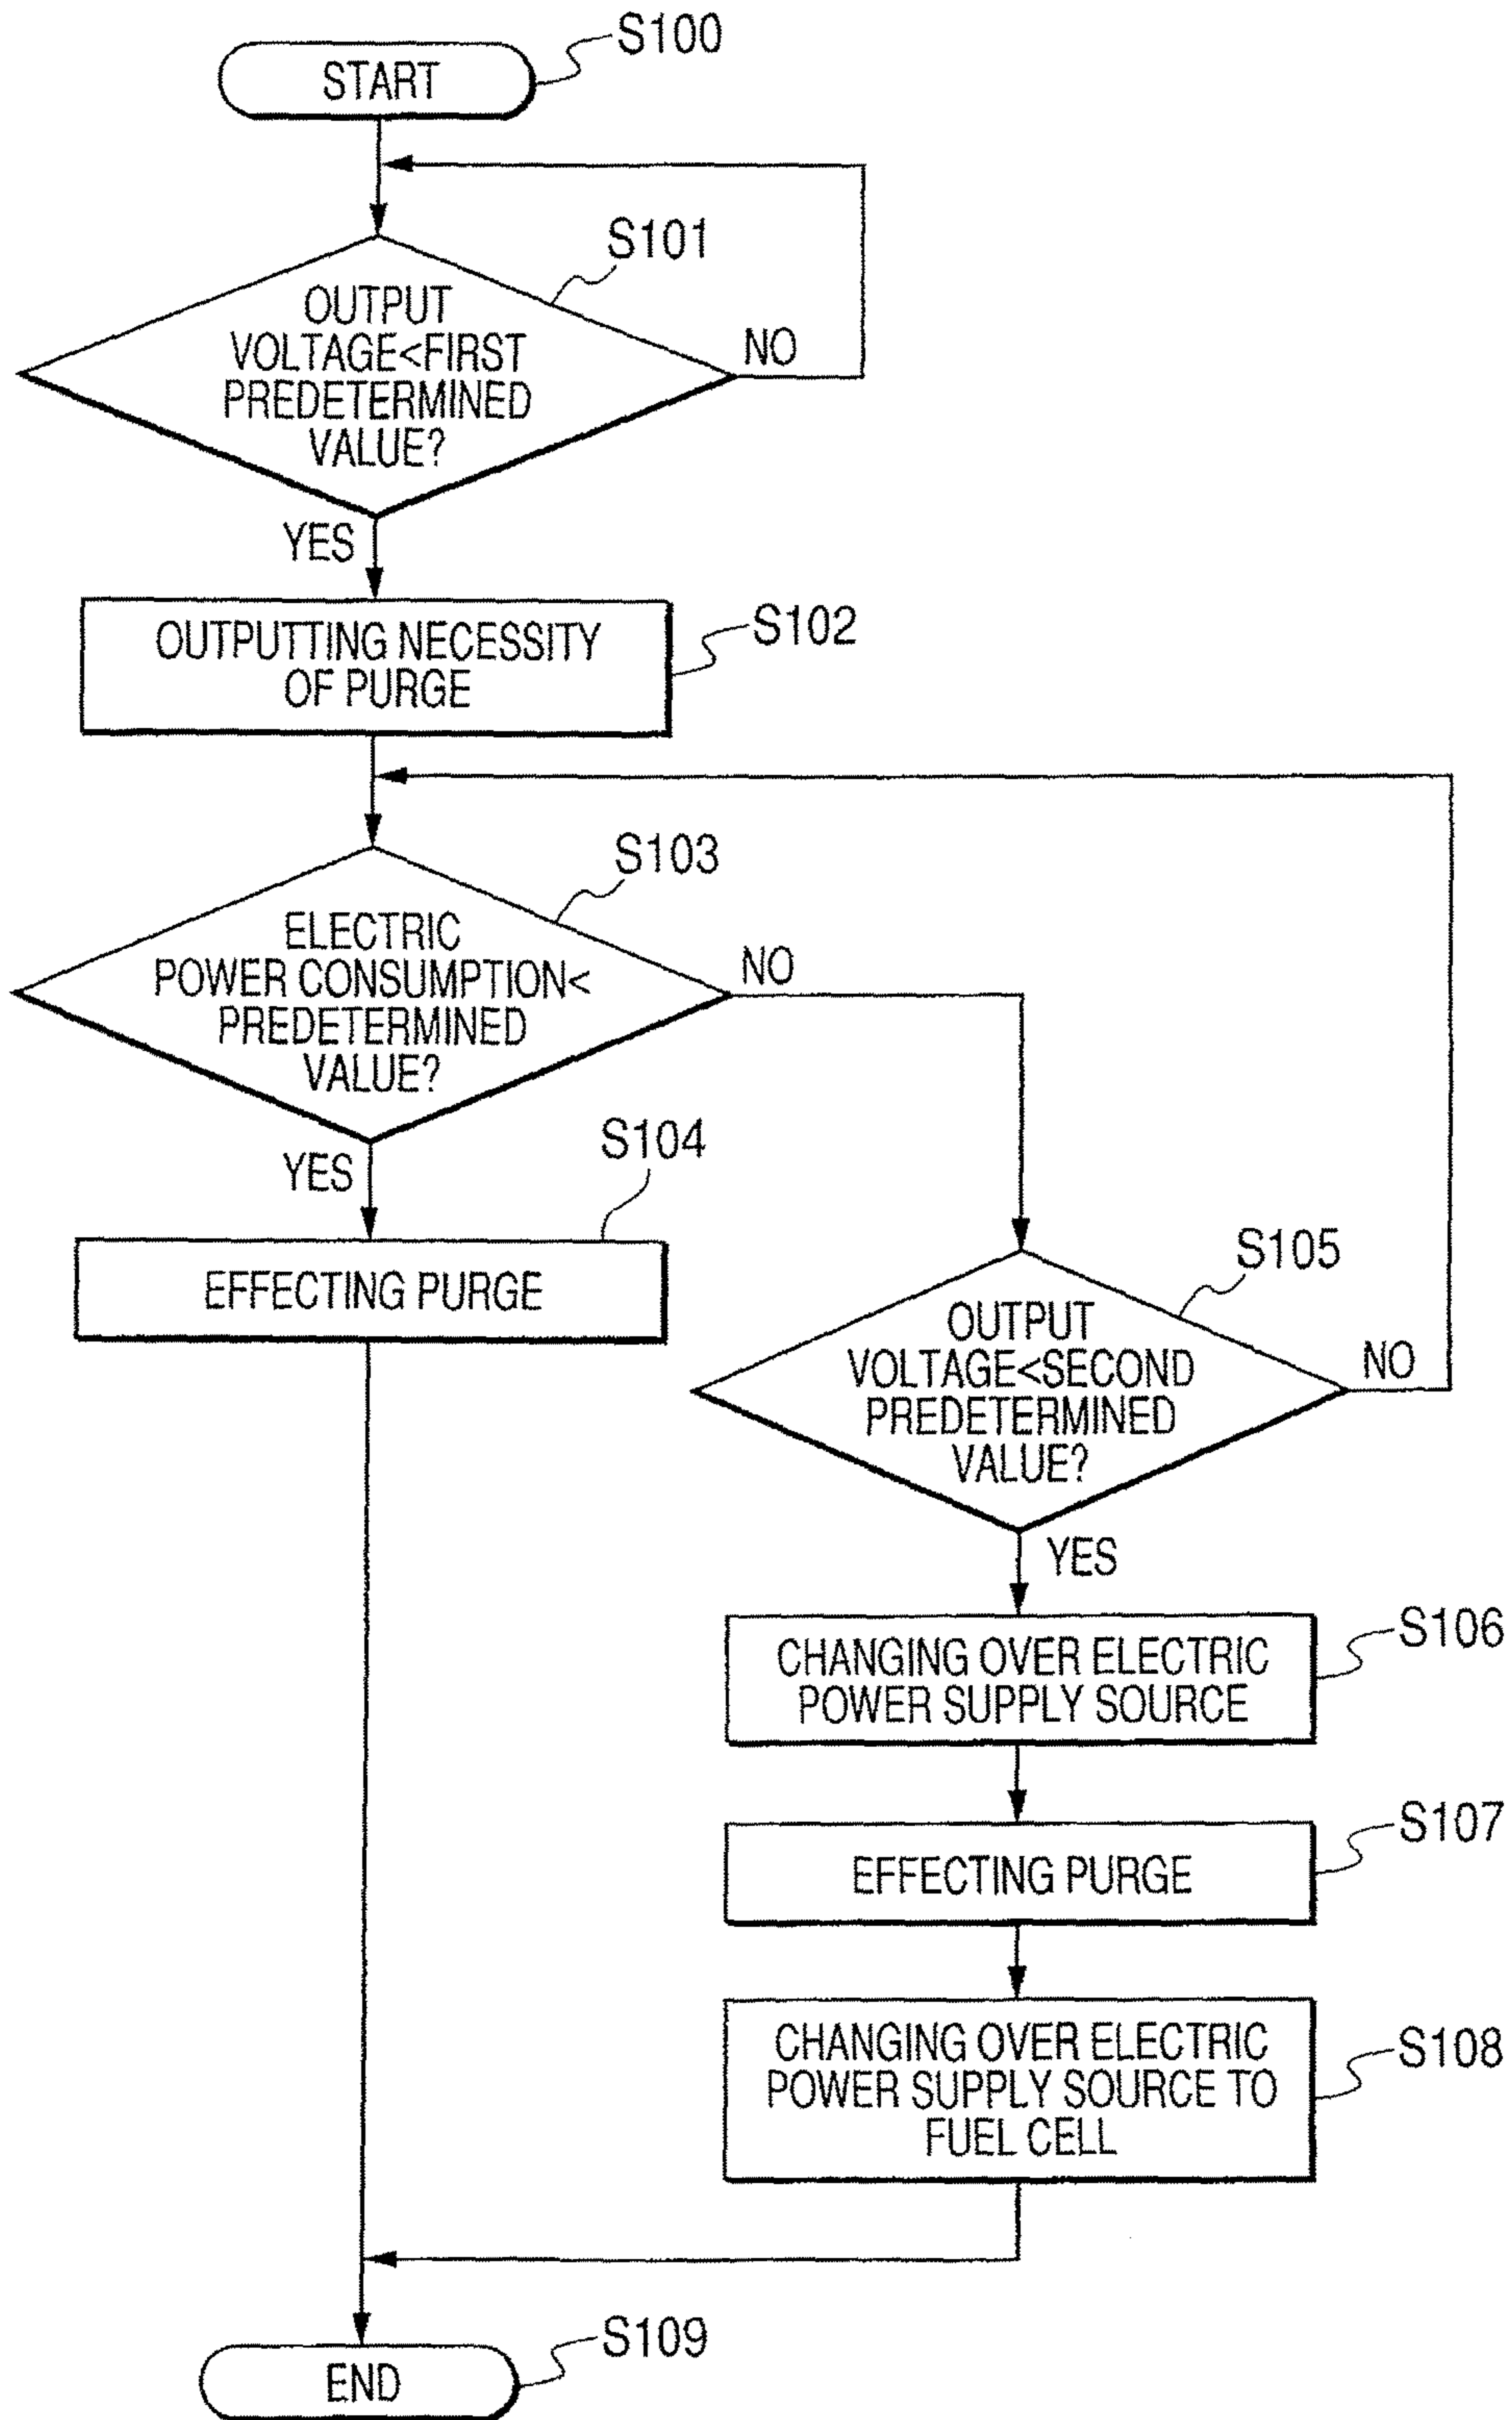 START
S100
S101
OUTPUT
VOLTAGE<FIRST
PREDETERMINED
VALUE?
NO
YES
OUTPUTTING NECESSITY
OF PURGE
S102
S103
ELECTRIC
POWER CONSUMPTION<
PREDETERMINED
VALUE?
NO
YES
S104
EFFECTING PURGE
S105
OUTPUT
VOLTAGE<SECOND
PREDETERMINED
VALUE?
NO
YES
CHANGING OVER ELECTRIC
POWER SUPPLY SOURCE
S106
EFFECTING PURGE
S107
CHANGING OVER ELECTRIC
POWER SUPPLY SOURCE TO
FUEL CELL
S108
END
S109